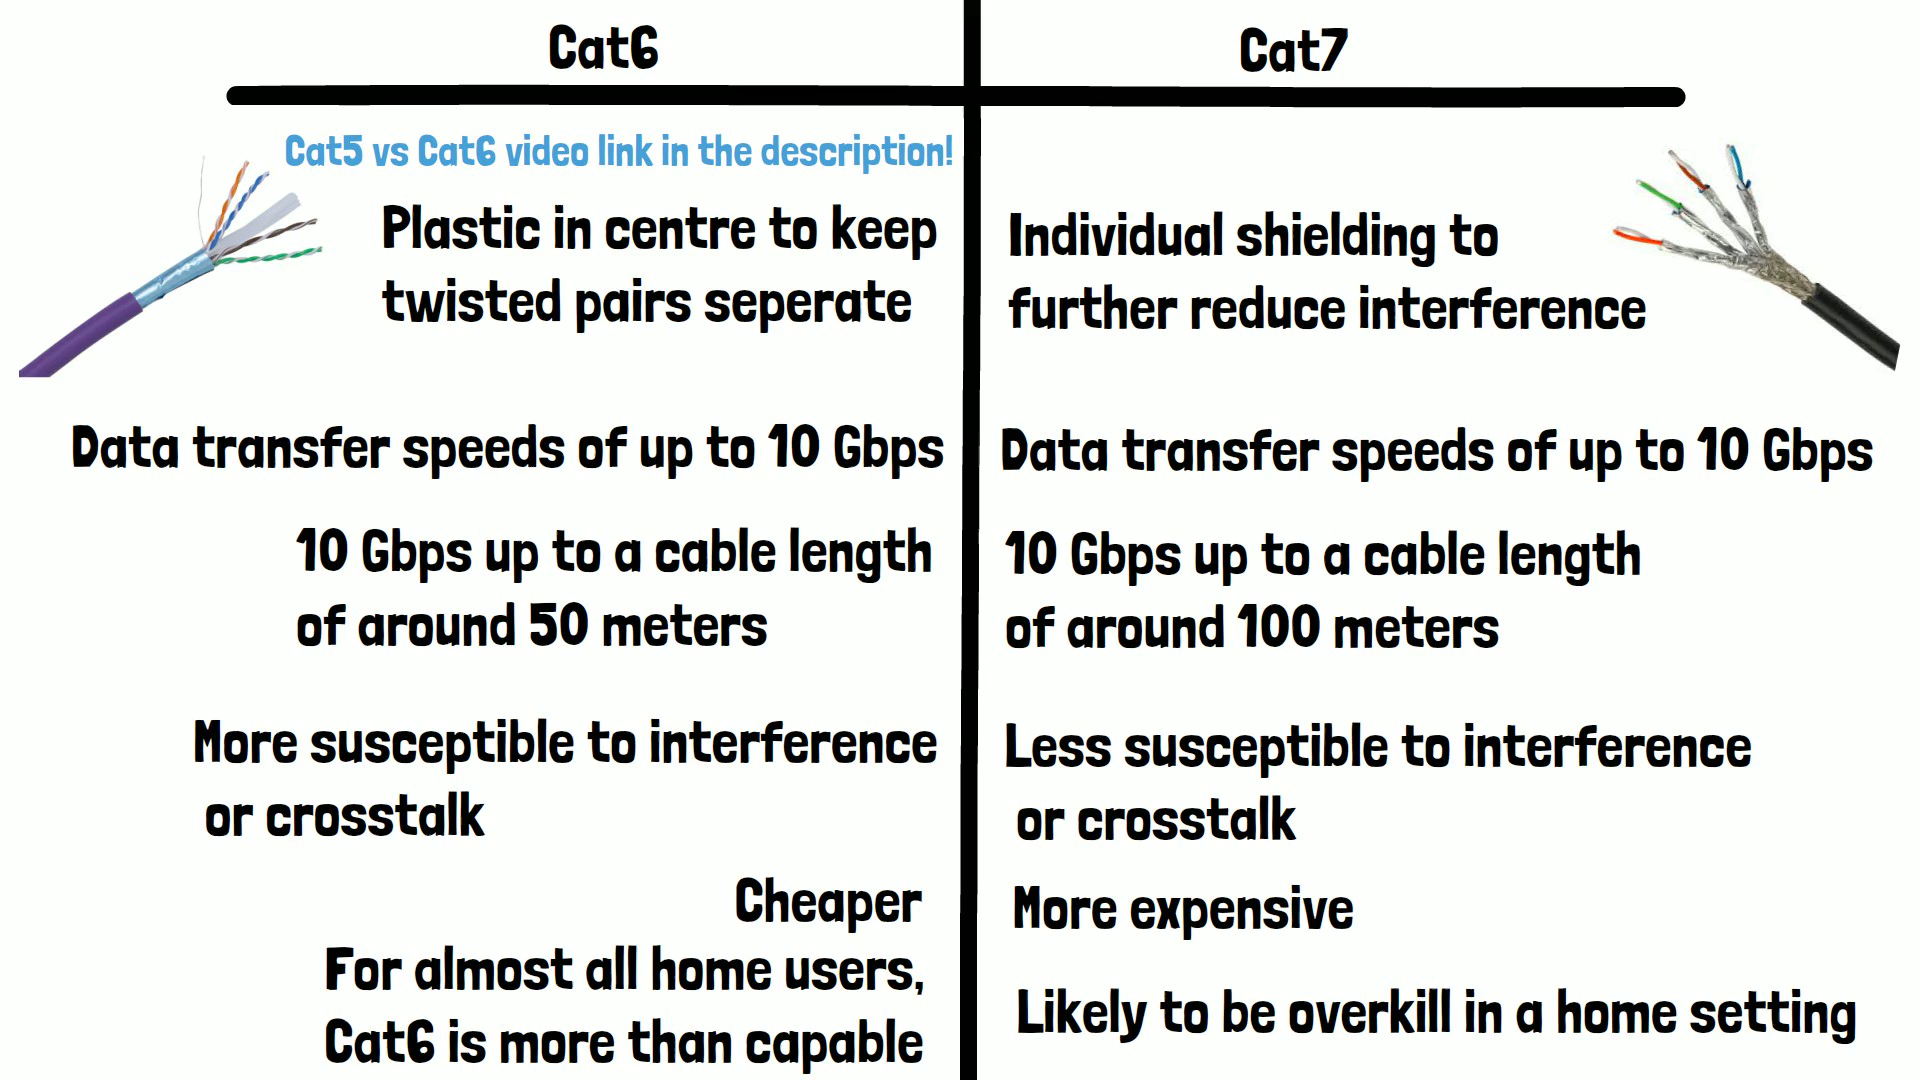 Cat6
Cat5 vs Cat6 video link in the description!
Plastic in centre to keep
twisted pairs seperate
Data transfer speeds of up to 10 Gbps
10 Gbps up to a cable length
of around 50 meters
More susceptible to interference
or crosstalk
Cheaper
For almost all home users,
Cat6 is more than capable
Cat7
Individual shielding to
further reduce interference
Data transfer speeds of up to 10 Gbps
10 Gbps up to a cable length
of around 100 meters
Less susceptible to interference
or crosstalk
More expensive
Likely to be overkill in a home setting